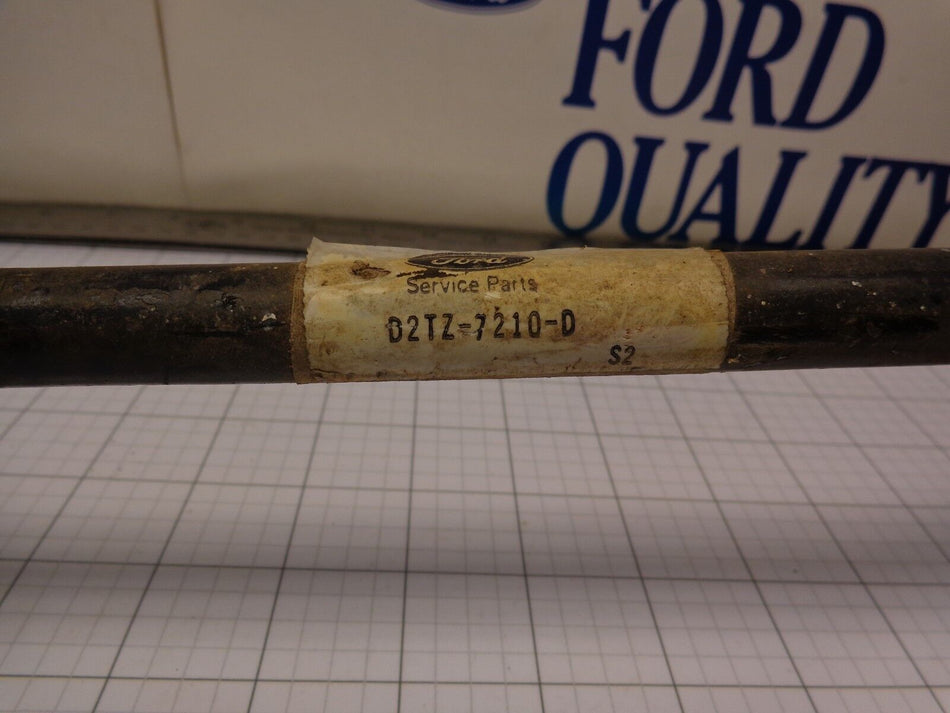 FORD
QUALITY
Ford
Service Parts
D2TZ-7210-D
S2